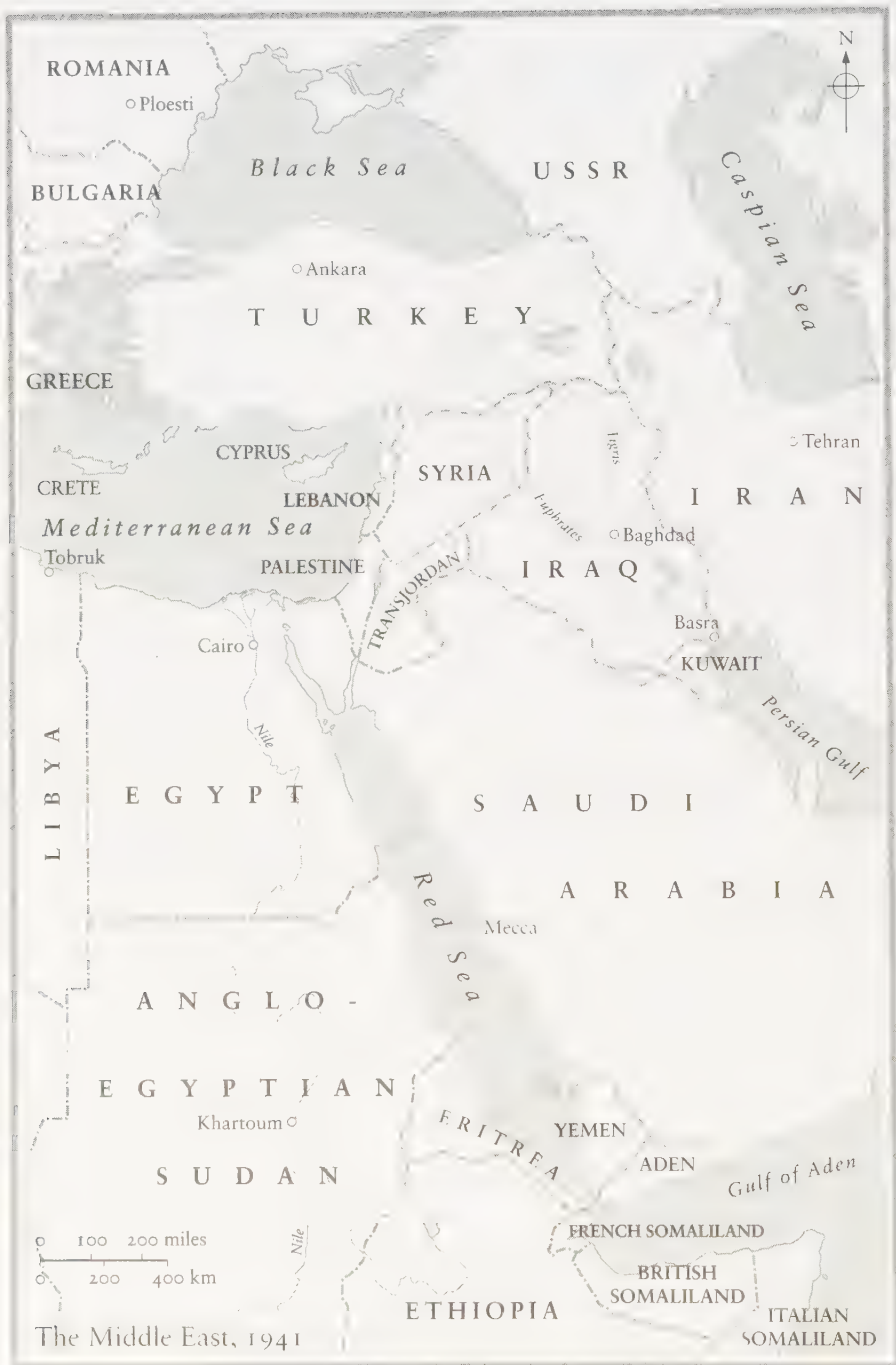 N
ROMANIA
Ploesti
Black Sea
USSR
Caspian Sea
BULGARIA
Ankara
TURKEY
GREECE
CYPRUS
CRETE
SYRIA
Tigris
Tehran
IRAN
LEBANON
Mediterranean Sea
Euphrates
Baghdad
Tobruk
PALESTINE
TRANSJORDAN
IRAQ
Basra
Cairo
KUWAIT
Persian Gulf
Nile
LIBYA
EGYPT
SAUDI
ARABIA
Red Sea
Mecca
ANGLO-
EGYPTIAN
Khartoum
SUDAN
ERITREA
YEMEN
ADEN
Gulf of Aden
Nile
FRENCH SOMALILAND
BRITISH
SOMALILAND
ITALIAN
SOMALILAND
ETHIOPIA
0 100 200 miles
0 200 400 km
The Middle East, 1941